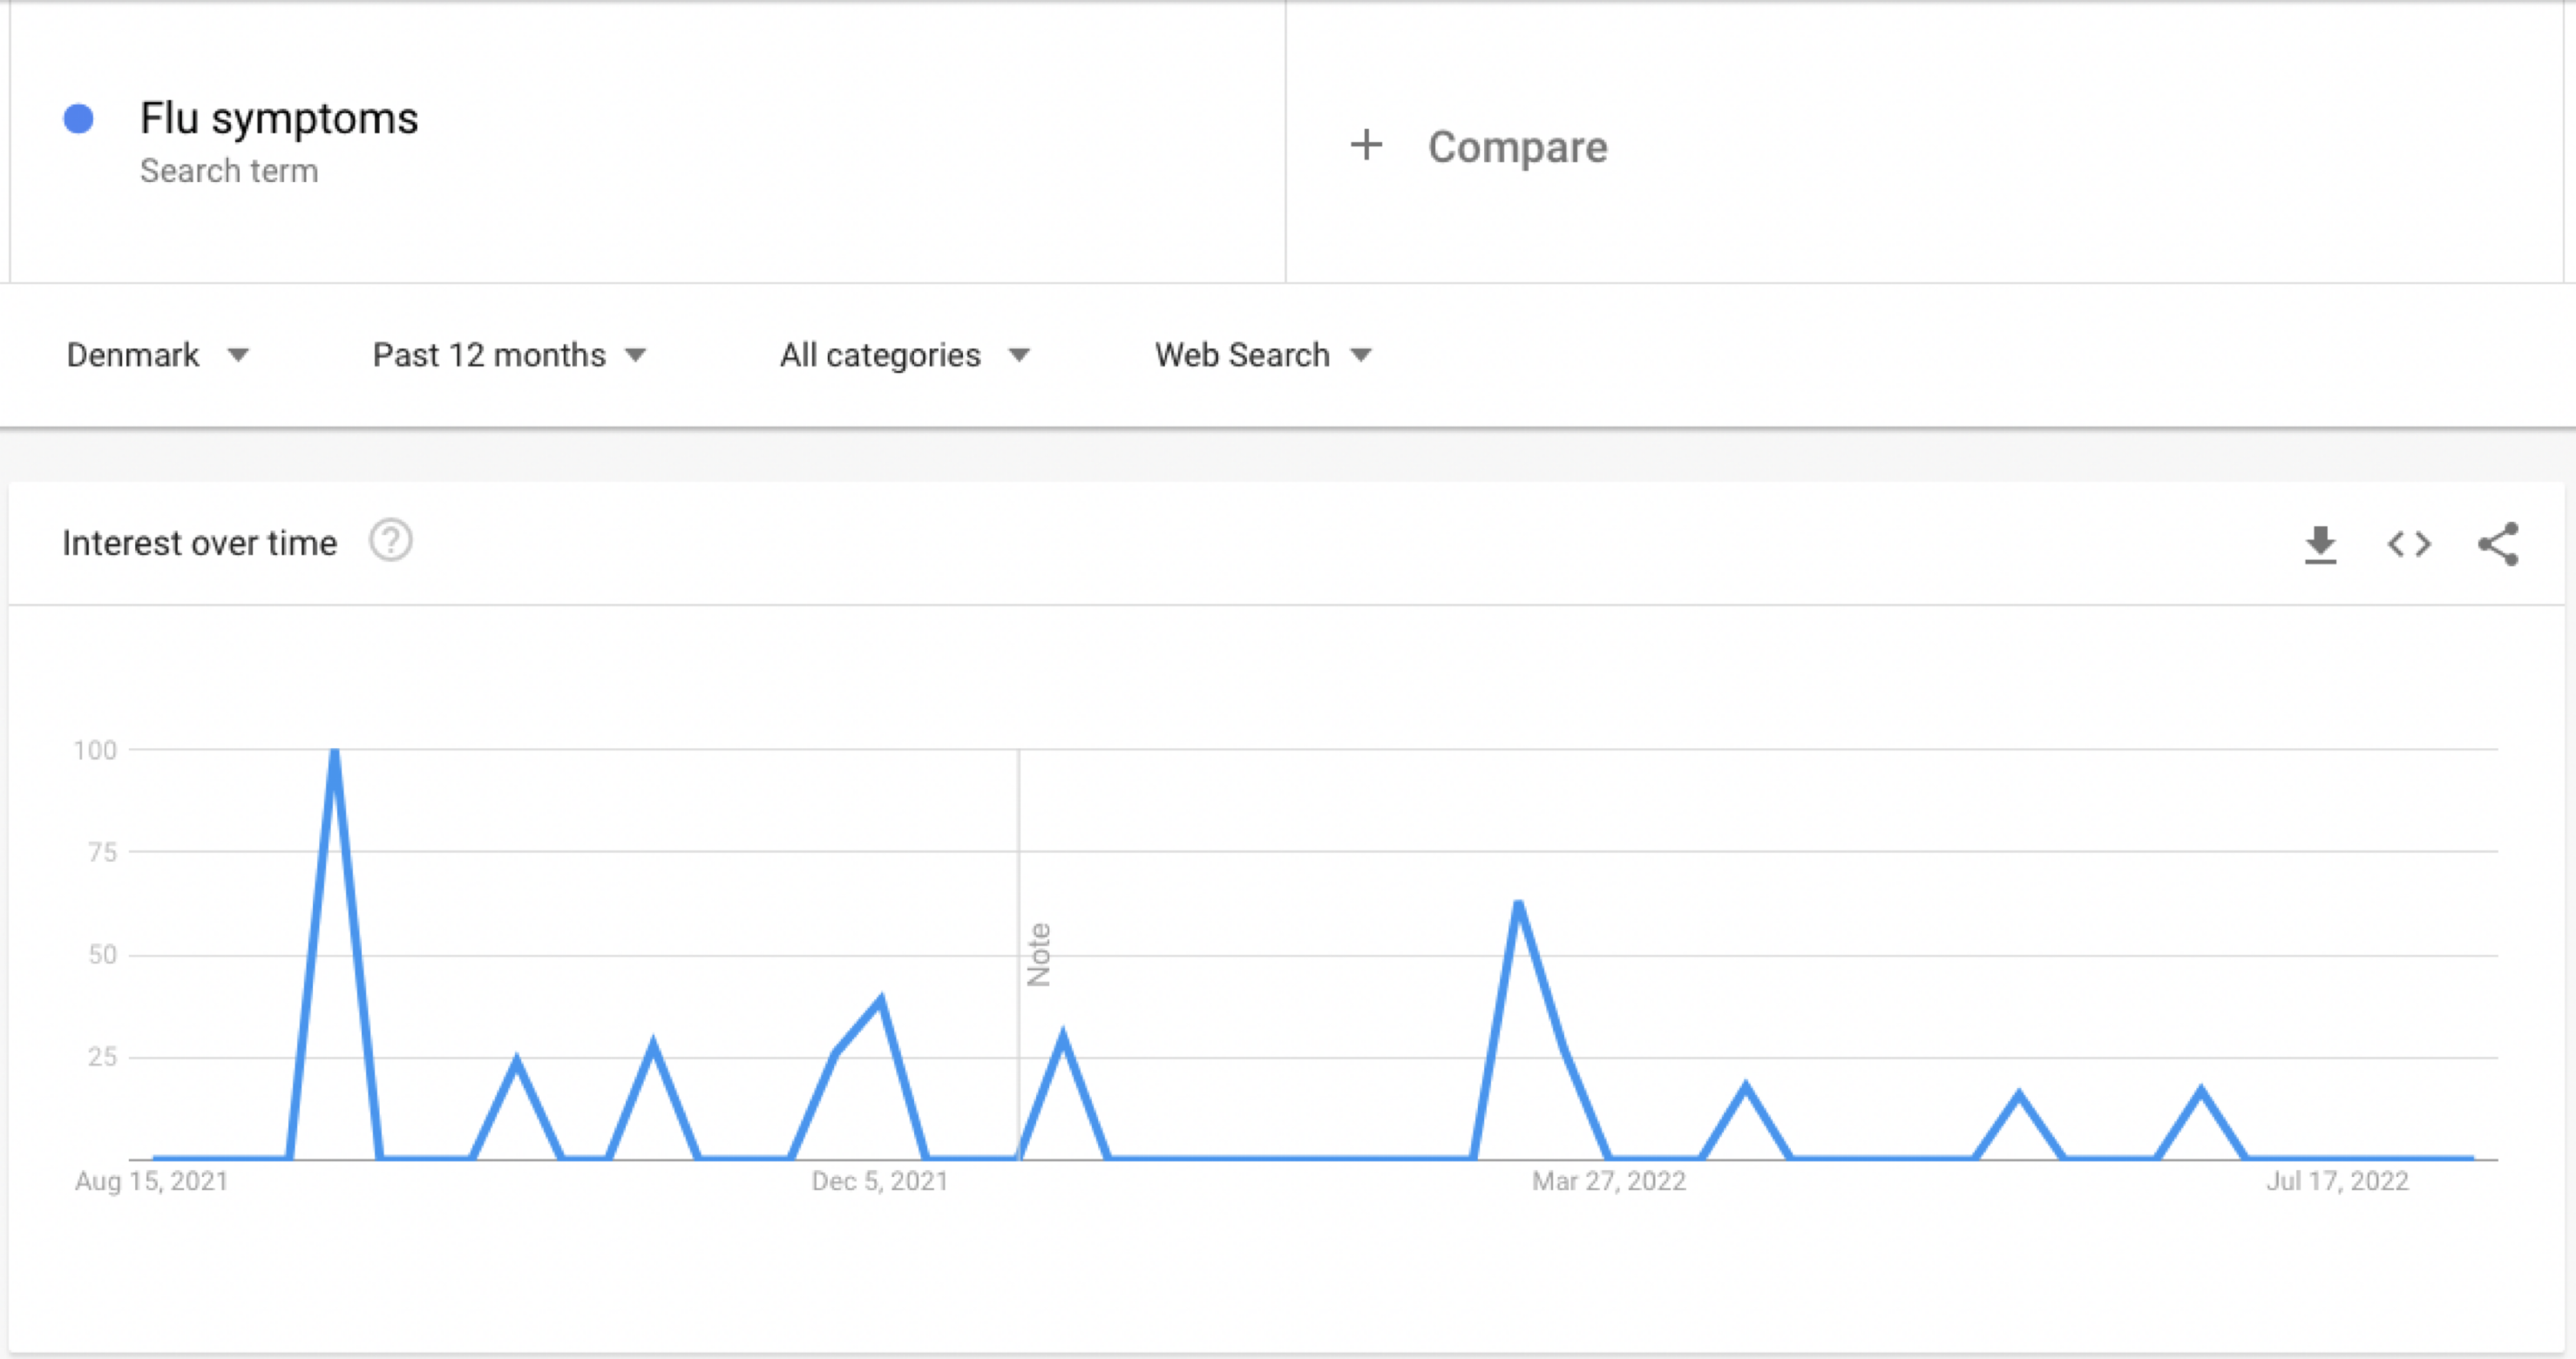 Flu symptoms
Search term
+ Compare
Denmark
Past 12 months
All categories
Web Search
Interest over time ?
100
75
50
25
Note
Aug 15, 2021
Dec 5, 2021
Mar 27, 2022
Jul 17, 2022